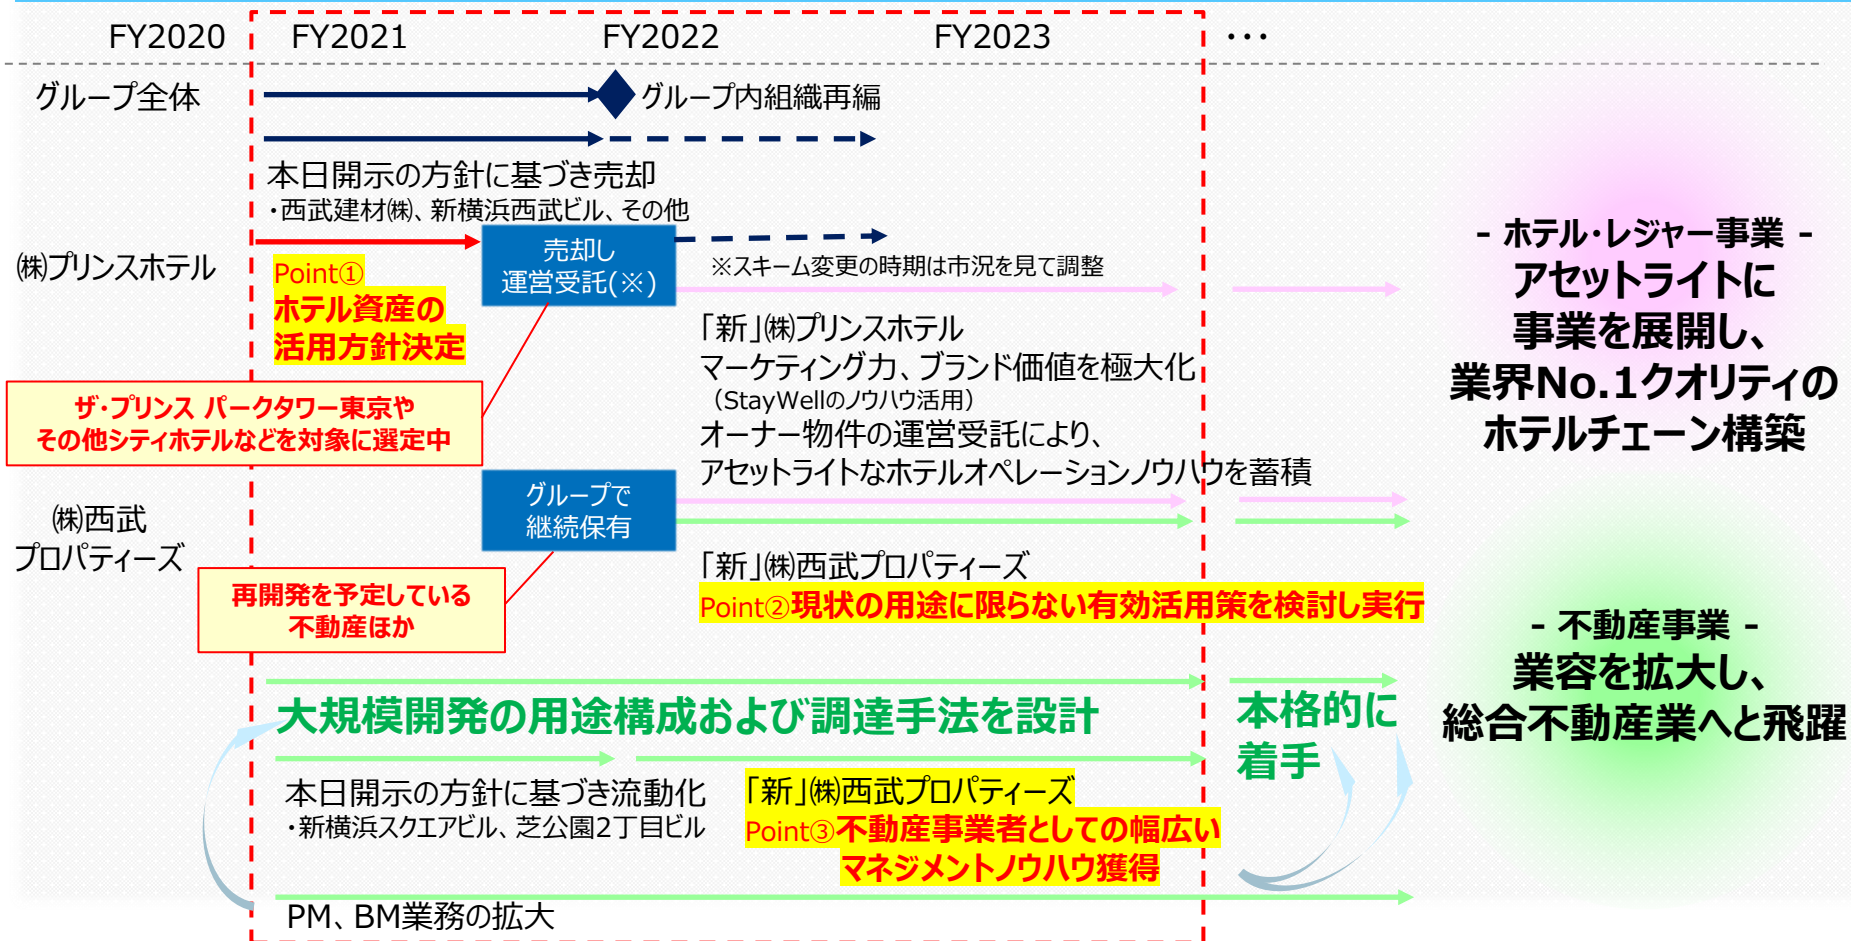 FY2020 FY2021 FY2022 FY2023 ・・・
グループ全体
グループ内組織再編
本日開示の方針に基づき売却
・西武建材㈱、新横浜西武ビル、その他
㈱プリンスホテル
Point①
ホテル資産の
活用方針決定
売却し
運営受託(※)
※スキーム変更の時期は市況を見て調整
ザ・プリンス パークタワー東京や
その他シティホテルなどを対象に選定中
「新」㈱プリンスホテル
マーケティング力、ブランド価値を極大化
（StayWellのノウハウ活用）
オーナー物件の運営受託により、
アセットライトなホテルオペレーションノウハウを蓄積
- ホテル・レジャー事業 -
アセットライトに
事業を展開し、
業界No.1クオリティの
ホテルチェーン構築
㈱西武
プロパティーズ
グループで
継続保有
再開発を予定している
不動産ほか
「新」㈱西武プロパティーズ
Point②現状の用途に限らない有効活用策を検討し実行
大規模開発の用途構成および調達手法を設計
本格的に
着手
本日開示の方針に基づき流動化
・新横浜スクエアビル、芝公園2丁目ビル
「新」㈱西武プロパティーズ
Point③不動産事業者としての幅広い
マネジメントノウハウ獲得
PM、BM業務の拡大
- 不動産事業 -
業容を拡大し、
総合不動産業へと飛躍